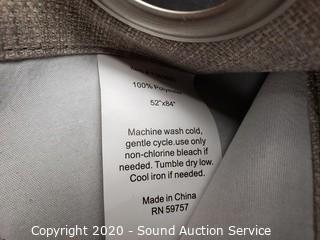 100% Polyester
52"x84"
Machine wash cold,
gentle cycle.use only
non-chlorine bleach if
needed. Tumble dry low.
Cool iron if needed.
Made in China
RN 59757
Copyright 2020 - Sound Auction Service